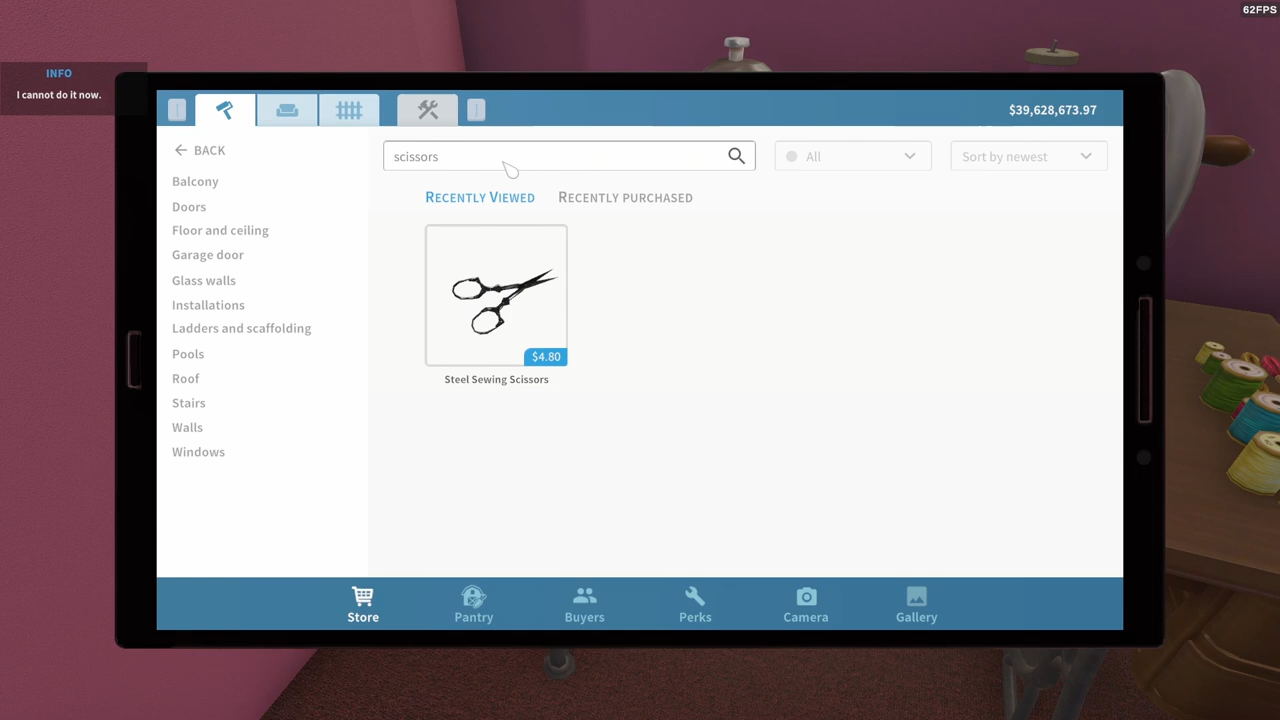 62FPS
INFO
I cannot do it now.
$39,628,673.97
BACK
scissors
All
Sort by newest
Balcony
Doors
Floor and ceiling
Garage door
Glass walls
Installations
Ladders and scaffolding
Pools
Roof
Stairs
Walls
Windows
RECENTLY VIEWED
RECENTLY PURCHASED
$4.80
Steel Sewing Scissors
Store
Pantry
Buyers
Perks
Camera
Gallery